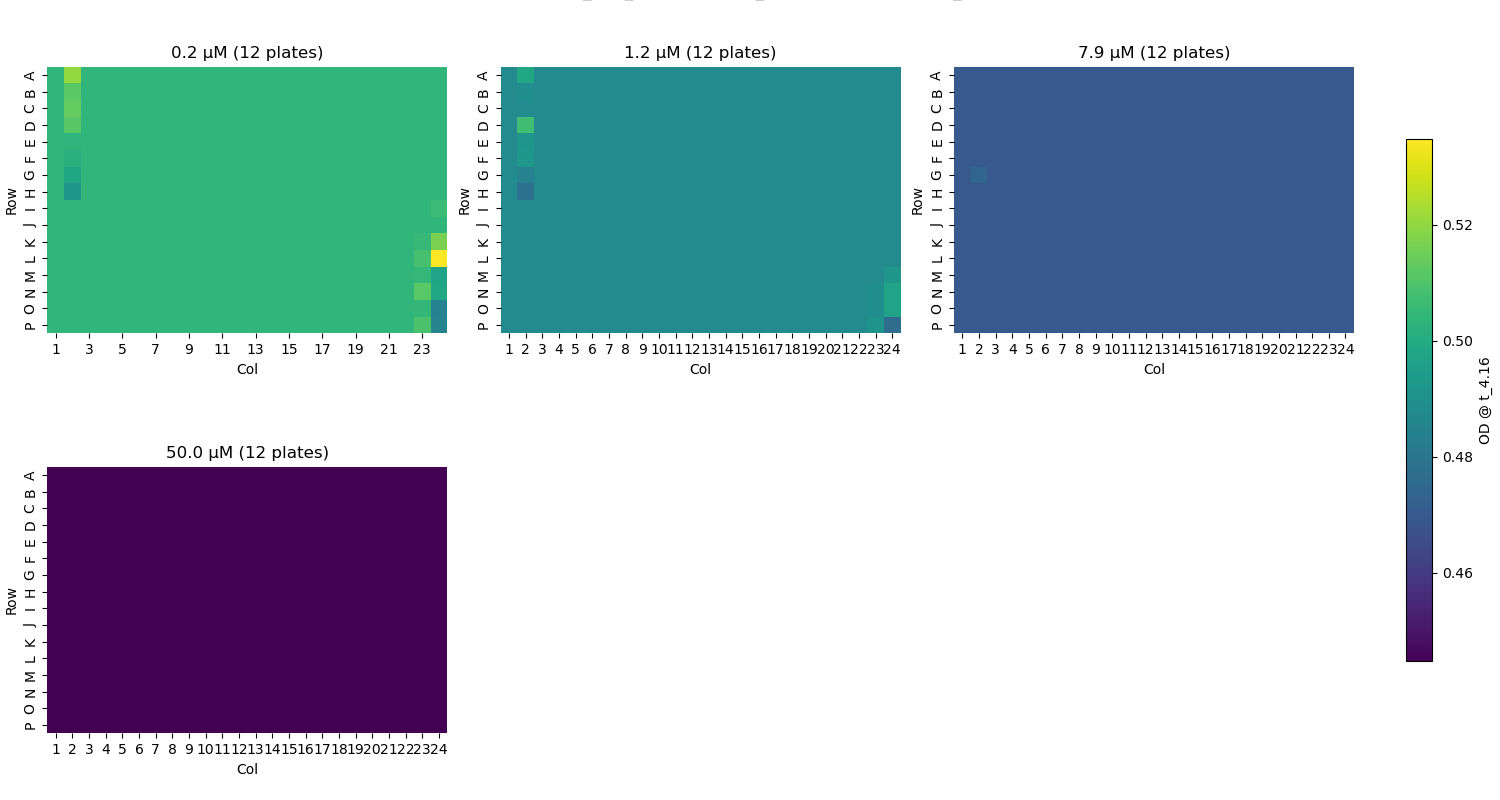 0.2 µM (12 plates)
1.2 µM (12 plates)
7.9 µM (12 plates)
Row
A B C D E F G H I J K L M N O P
Row
A B C D E F G H I J K L M N O P
Row
A B C D E F G H I J K L M N O P
1 3 5 7 9 11 13 15 17 19 21 23
1 2 3 4 5 6 7 8 9 10 11 12 13 14 15 16 17 18 19 20 21 22 23 24
1 2 3 4 5 6 7 8 9 10 11 12 13 14 15 16 17 18 19 20 21 22 23 24
Col
Col
Col
0.52
0.50
0.48
0.46
OD @ t_4.16
50.0 µM (12 plates)
Row
A B C D E F G H I J K L M N O P
1 2 3 4 5 6 7 8 9 10 11 12 13 14 15 16 17 18 19 20 21 22 23 24
Col